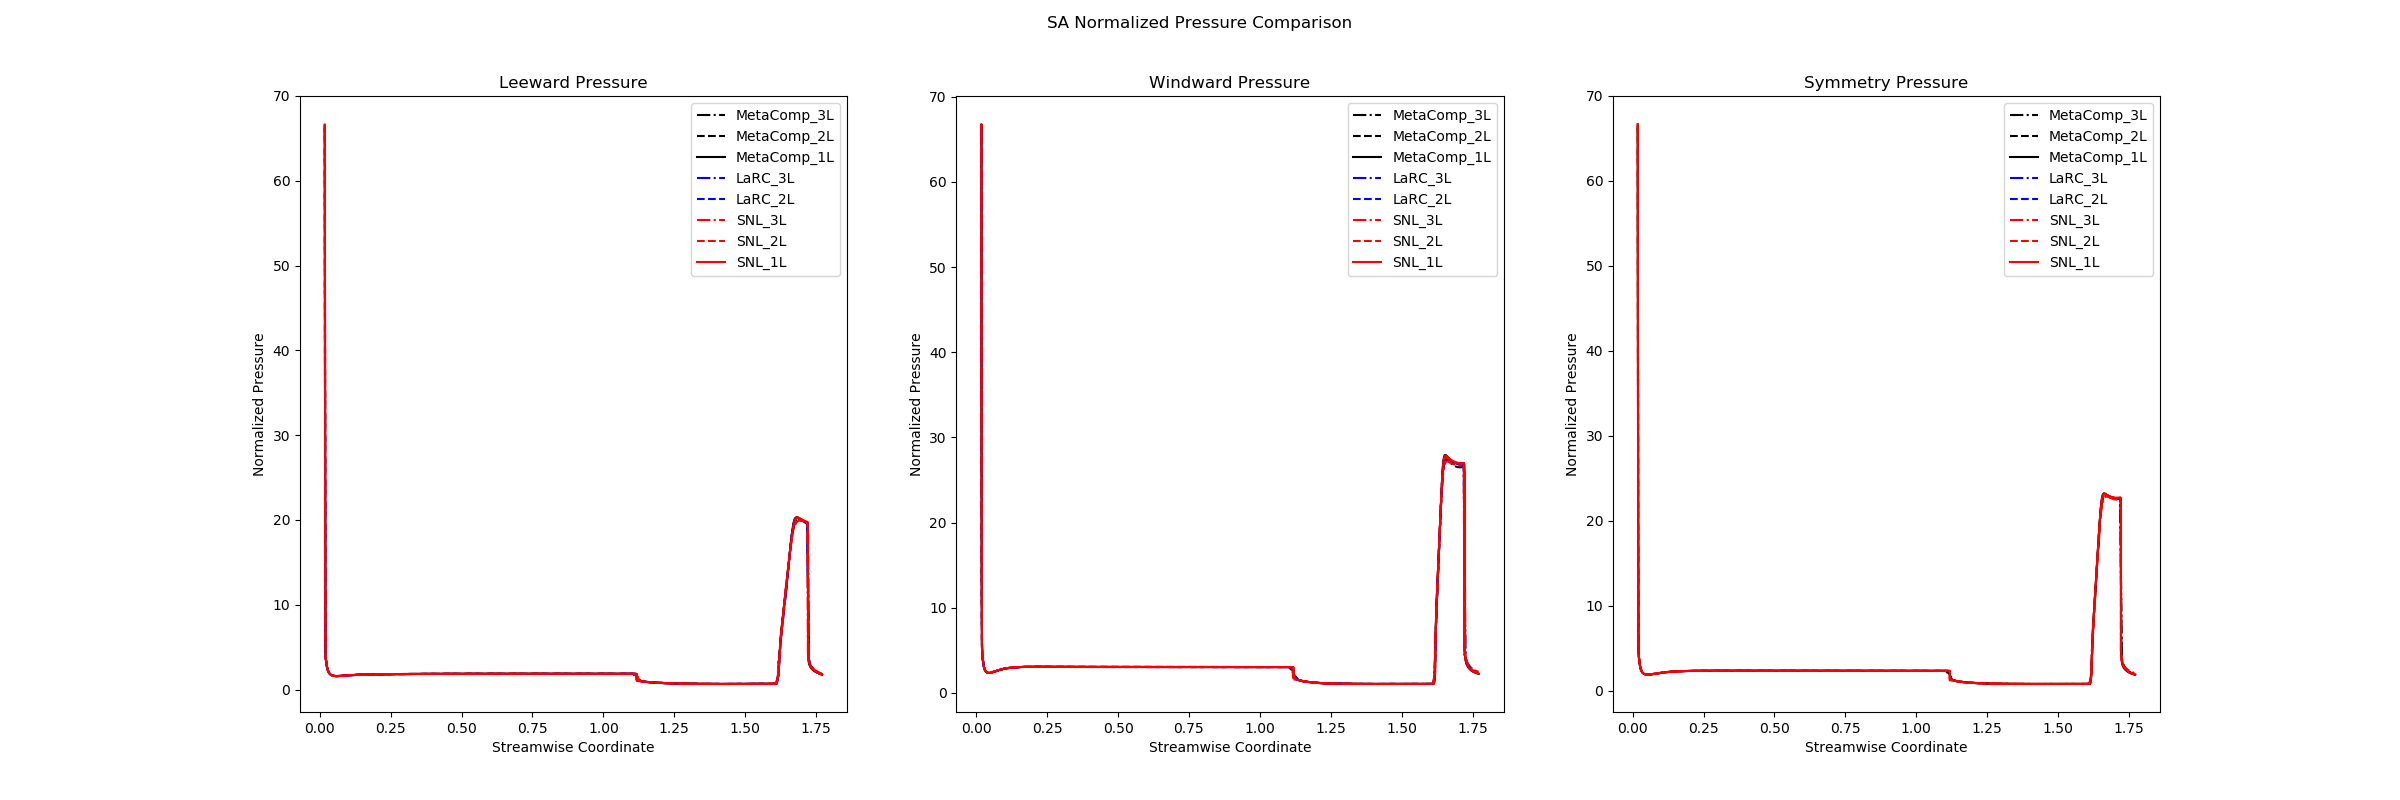 SA Normalized Pressure Comparison
Leeward Pressure
70
60
50
40
30
20
10
0
Normalized Pressure
MetaComp_3L
MetaComp_2L
MetaComp_1L
LaRC_3L
LaRC_2L
SNL_3L
SNL_2L
SNL_1L
0.00 0.25 0.50 0.75 1.00 1.25 1.50 1.75
Streamwise Coordinate
Windward Pressure
70
60
50
40
30
20
10
0
Normalized Pressure
MetaComp_3L
MetaComp_2L
MetaComp_1L
LaRC_3L
LaRC_2L
SNL_3L
SNL_2L
SNL_1L
0.00 0.25 0.50 0.75 1.00 1.25 1.50 1.75
Streamwise Coordinate
Symmetry Pressure
70
60
50
40
30
20
10
0
Normalized Pressure
MetaComp_3L
MetaComp_2L
MetaComp_1L
LaRC_3L
LaRC_2L
SNL_3L
SNL_2L
SNL_1L
0.00 0.25 0.50 0.75 1.00 1.25 1.50 1.75
Streamwise Coordinate